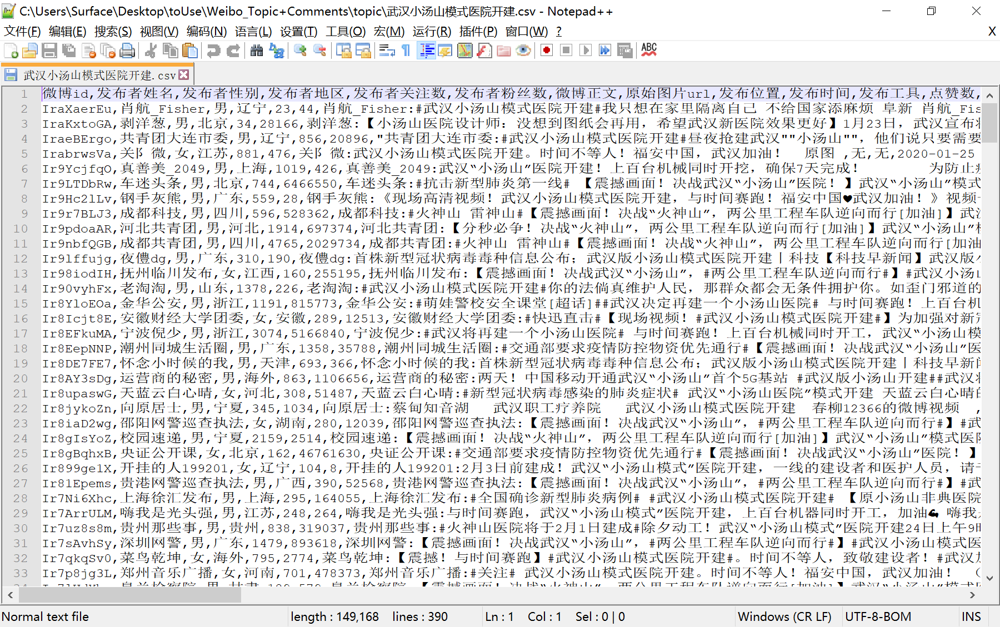 C:\Users\Surface\Desktop\toUse\Weibo_Topic+Comments\topic\武汉小汤山模式医院开建.csv - Notepad++
文件(F) 编辑(E) 搜索(S) 视图(V) 编码(N) 语言(L) 设置(T) 工具(O) 宏(M) 运行(R) 插件(P) 窗口(W) ? X
ABC
武汉小汤山模式医院开建.csv
1 微博id,发布者姓名,发布者性别,发布者地区,发布者关注数,发布者粉丝数,微博正文,原始图片url,发布位置,发布时间,发布工具,点赞数,
2 IraXaerEu,肖航_Fisher,男,辽宁,23,44,肖航_Fisher:#武汉小汤山模式医院开建#我只想在家里隔离自己 不给国家添麻烦 阜新 肖航_Fis
3 IraKxtoGA,剥洋葱,男,北京,34,28166,剥洋葱:【小汤山医院设计师：没想到图纸会再用，希望武汉新医院效果更好】1月23日，武汉宣布将
4 IraeBErgo,共青团大连市委,男,辽宁,856,20896,"共青团大连市委:#武汉小汤山模式医院开建#昼夜抢建武汉""小汤山""，他们说只要需要
5 IrabrwsVa,关阝微,女,江苏,881,476,关阝微:武汉小汤山模式医院开建。时间不等人！福安中国，武汉加油！ 原图 ,无,无,2020-01-25
6 Ir9YcjfqO,真善美_2049,男,上海,1019,426,真善美_2049:武汉“小汤山”医院开建！上百台机械同时开挖，确保7天完成！ 为防止
7 Ir9LTDbRw,车迷头条,男,北京,744,6466550,车迷头条:#抗击新型肺炎第一线# 【震撼画面！决战武汉“小汤山”医院！】武汉“小汤山”模式
8 Ir9Hc2lLv,钢手灰熊,男,广东,559,28,钢手灰熊:《现场高清视频！武汉小汤山模式医院开建，与时间赛跑！福安中国♥武汉加油！》视频
9 Ir9r7BLJ3,成都科技,男,四川,596,528362,成都科技:#火神山 雷神山#【震撼画面！决战“火神山”，两公里工程车队逆向而行[加油]】武汉
10 Ir9pdoaAR,河北共青团,男,河北,1914,697374,河北共青团:【分秒必争！决战“火神山”，两公里工程车队逆向而行[加油]】武汉“小汤山”模
11 Ir9nbfQGB,成都共青团,男,四川,4765,2029734,成都共青团:#火神山 雷神山#【震撼画面！决战“火神山”，两公里工程车队逆向而行[加油
12 Ir9lffujg,夜僼dg,男,广东,310,190,夜僼dg:首株新型冠状病毒毒种信息公布；武汉版小汤山模式医院开建丨科技【科技早新闻】武汉版小
13 Ir98iodIH,抚州临川发布,女,江西,160,255195,抚州临川发布:【震撼画面！决战武汉“小汤山”，#两公里工程车队逆向而行#】#武汉小汤山
14 Ir90vyhFx,老淘淘,男,山东,1378,226,老淘淘:#武汉小汤山模式医院开建#你的法倘真维护人民，那群众都会无条件拥护你。如歪门邪道的
15 Ir8YloEOa,金华公安,男,浙江,1191,815773,金华公安:#萌娃警校安全课堂[超话]##武汉决定再建一个小汤山医院# 与时间赛跑！上百台机
16 Ir8Icjt8E,安徽财经大学团委,女,安徽,289,12513,安徽财经大学团委:#快迅直击#【现场视频！#武汉小汤山模式医院开建#】为加强对新冠
17 Ir8EFkuMA,宁波倪少,男,浙江,3074,5166840,宁波倪少:#武汉将再建一个小汤山医院# 与时间赛跑！上百台机械同时开工，武汉“小汤山模
18 Ir8EepNNP,潮州同城生活圈,男,广东,1358,35788,潮州同城生活圈:#交通部要求疫情防控物资优先通行#【震撼画面！决战武汉“小汤山”医
19 Ir8DE7FE7,怀念小时候的我,男,天津,693,366,怀念小时候的我:首株新型冠状病毒毒种信息公布；武汉版小汤山模式医院开建丨科技早新闻
20 Ir8AY3sDg,运营商的秘密,男,海外,863,1106656,运营商的秘密:两天！中国移动开通武汉“小汤山”首个5G基站 #武汉版小汤山开建##武汉将
21 Ir8upaswG,天蓝云白心晴,女,河北,308,51487,天蓝云白心晴:#新型冠状病毒感染的肺炎症状# 武汉“小汤山医院”模式开建 天蓝云白心晴的
22 Ir8jykoZn,向原居士,男,宁夏,345,1034,向原居士:蔡甸知音湖 武汉职工疗养院 武汉小汤山模式医院开建 春柳12366的微博视频 ,
23 Ir8iaD2wg,邵阳网警巡查执法,女,湖南,280,12039,邵阳网警巡查执法:【震撼画面！决战武汉“小汤山”，#两公里工程车队逆向而行#】#武
24 Ir8gIsYoZ,校园速递,男,宁夏,2159,2514,校园速递:【震撼画面！决战“火神山”，两公里工程车队逆向而行[加油]】武汉小汤山模式医院
25 Ir8gBqhxB,央证公开课,女,北京,162,46761630,央证公开课:#交通部要求疫情防控物资优先通行#【震撼画面！决战武汉“小汤山”医院！】
26 Ir899ge1X,开挂的人199201,女,辽宁,104,8,开挂的人199201:2月3日前建成！武汉“小汤山模式”医院开建，一线的建设者和医护人员，请
27 Ir81Epems,贵港网警巡查执法,男,广西,390,52568,贵港网警巡查执法:【震撼画面！决战武汉“小汤山”，#两公里工程车队逆向而行#】#武
28 Ir7Ni6Xhc,上海徐汇发布,男,上海,295,164055,上海徐汇发布:#全国确诊新型肺炎病例# #武汉小汤山模式医院开建# 【原小汤山非典医院
29 Ir7ArrULM,嗨我是光头强,男,江苏,248,264,嗨我是光头强:与时间赛跑，武汉“小汤山模式”医院开建，上百台机器同时开工，加油💪 嗨我
30 Ir7uz8s8m,贵州那些事,男,贵州,838,319037,贵州那些事:#火神山医院将于2月1日建成#除夕动工！武汉“小汤山模式”医院开建24日上午9时
31 Ir7sAvhSy,深圳网警,男,广东,1479,893618,深圳网警:【震撼画面！决战武汉“小汤山”，#两公里工程车队逆向而行#】#武汉小汤山模式医
32 Ir7qkqSv0,菜鸟乾坤,女,海外,795,2774,菜鸟乾坤:【震撼！与时间赛跑】#武汉小汤山模式医院开建#。时间不等人，致敬建设者！#武汉加
33 Ir7p8jg3L,郑州音乐广播,女,河南,701,478373,郑州音乐广播:#关注# 武汉小汤山模式医院开建。时间不等人！福安中国，武汉加油！ （
Normal text file length : 149,168 lines : 390 Ln : 1 Col : 1 Sel : 0 | 0 Windows (CR LF) UTF-8-BOM INS